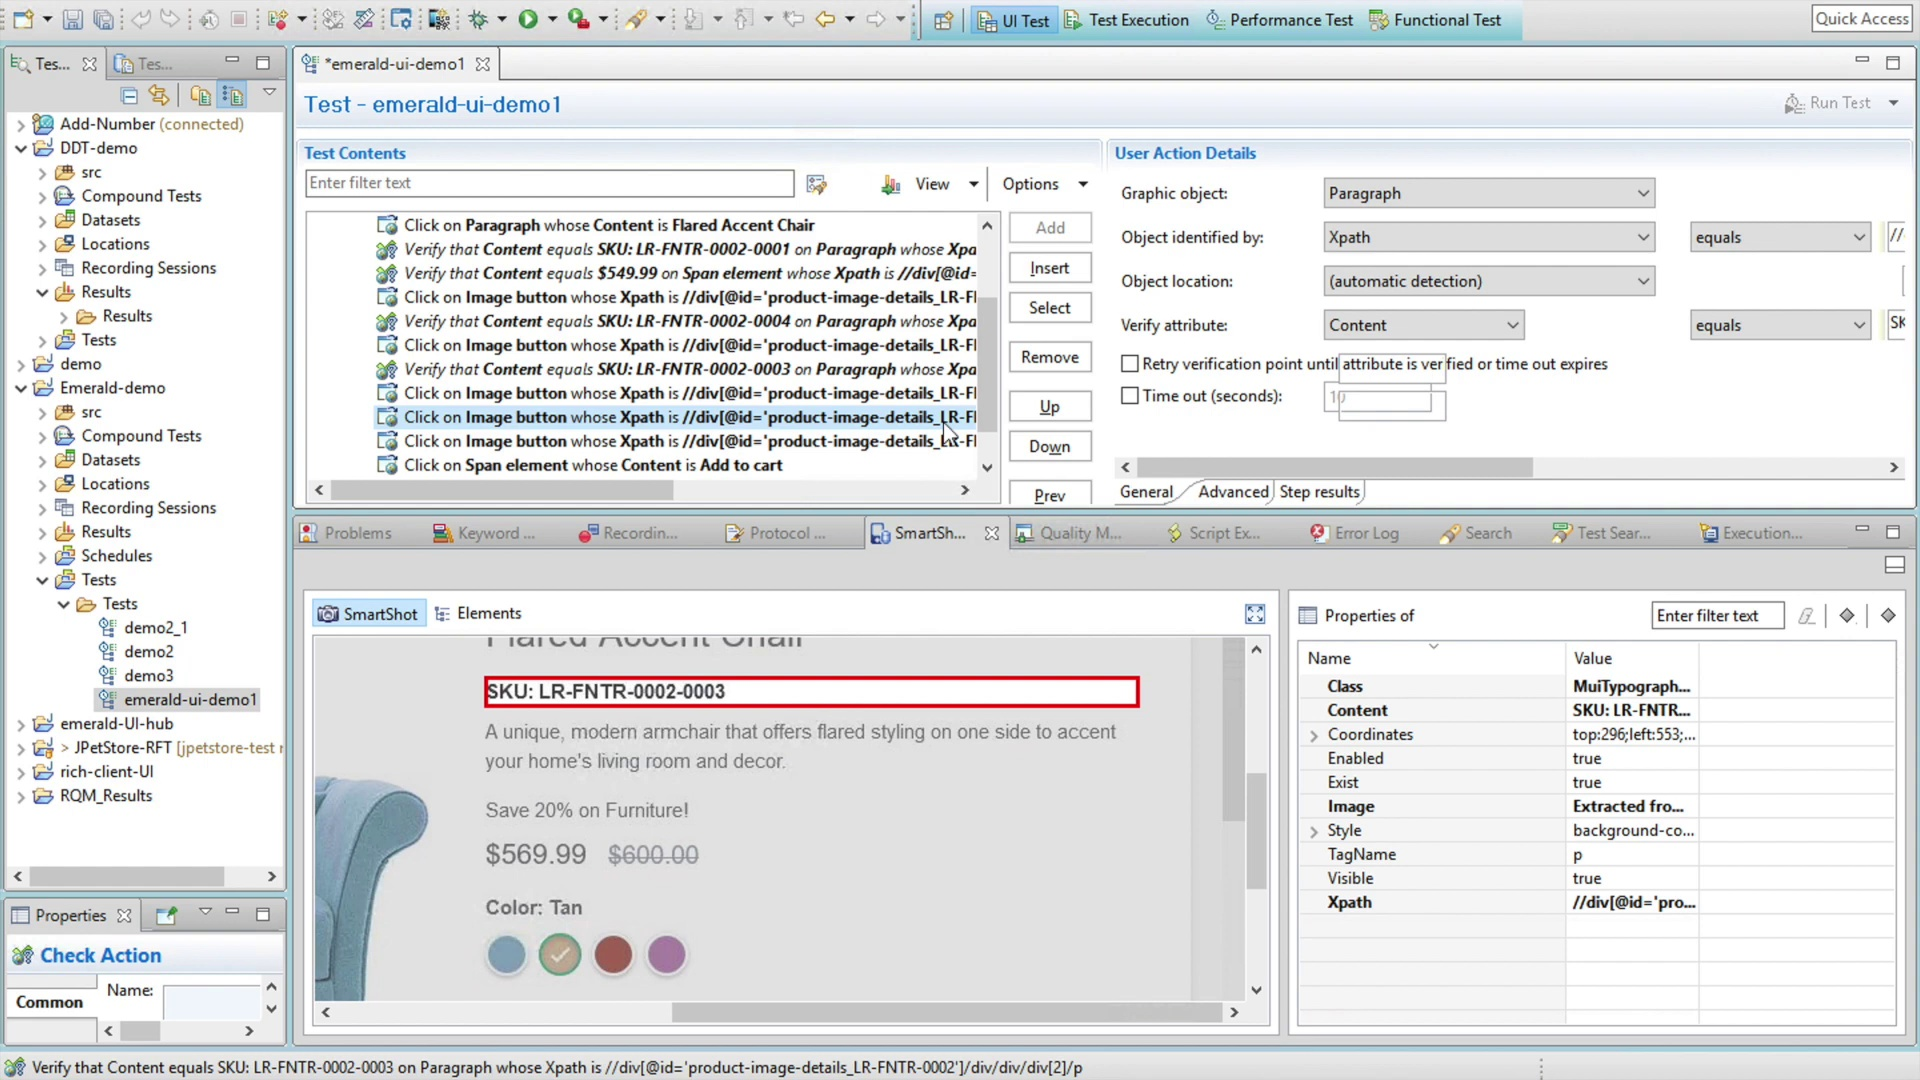 UI Test
Test Execution
Performance Test
Functional Test
Quick Access
Tes...
Tes...
*emerald-ui-demo1
Test - emerald-ui-demo1
Run Test
Add-Number (connected)
DDT-demo
src
Compound Tests
Datasets
Locations
Recording Sessions
Results
Results
Tests
demo
Emerald-demo
src
Compound Tests
Datasets
Locations
Recording Sessions
Results
Schedules
Tests
Tests
demo2_1
demo2
demo3
emerald-ui-demo1
emerald-UI-hub
> JPetStore-RFT [jpetstore-test r
rich-client-UI
RQM_Results
Test Contents
Enter filter text
View
Options
Click on Paragraph whose Content is Flared Accent Chair
Verify that Content equals SKU: LR-FNTR-0002-0001 on Paragraph whose Xpa
Verify that Content equals $549.99 on Span element whose Xpath is //div[@id=
Click on Image button whose Xpath is //div[@id='product-image-details_LR-FI
Verify that Content equals SKU: LR-FNTR-0002-0004 on Paragraph whose Xpa
Click on Image button whose Xpath is //div[@id='product-image-details_LR-FI
Verify that Content equals SKU: LR-FNTR-0002-0003 on Paragraph whose Xpa
Click on Image button whose Xpath is //div[@id='product-image-details_LR-FI
Click on Image button whose Xpath is //div[@id='product-image-details_LR-FI
Click on Image button whose Xpath is //div[@id='product-image-details_LR-FI
Click on Span element whose Content is Add to cart
Add
Insert
Select
Remove
Up
Down
Prev
User Action Details
Graphic object: Paragraph
Object identified by: Xpath equals //
Object location: (automatic detection)
Verify attribute: Content equals SK
Retry verification point until attribute is verified or time out expires
Time out (seconds): 10
General Advanced Step results
Problems
Keyword ...
Recordin...
Protocol ...
SmartSh...
Quality M...
Script Ex...
Error Log
Search
Test Sear...
Execution...
SmartShot
Elements
Flared Accent Chair
SKU: LR-FNTR-0002-0003
A unique, modern armchair that offers flared styling on one side to accent
your home's living room and decor.
Save 20% on Furniture!
$569.99 $600.00
Color: Tan
Properties of
Enter filter text
Name Value
Class MuiTypograph...
Content SKU: LR-FNTR...
Coordinates top:296;left:553;...
Enabled true
Exist true
Image Extracted fro...
Style background-co...
TagName p
Visible true
Xpath //div[@id='pro...
Properties
Check Action
Common
Name:
Verify that Content equals SKU: LR-FNTR-0002-0003 on Paragraph whose Xpath is //div[@id='product-image-details_LR-FNTR-0002']/div/div/div[2]/p